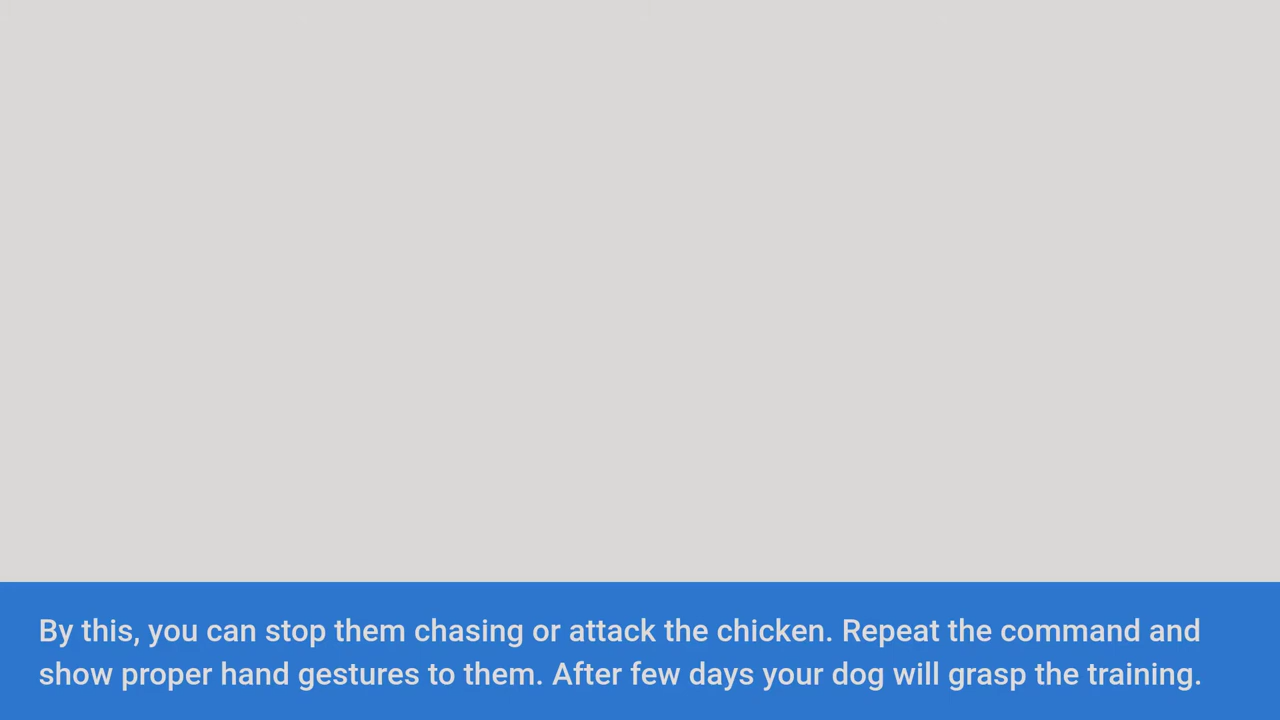 By this, you can stop them chasing or attack the chicken. Repeat the command and
show proper hand gestures to them. After few days your dog will grasp the training.